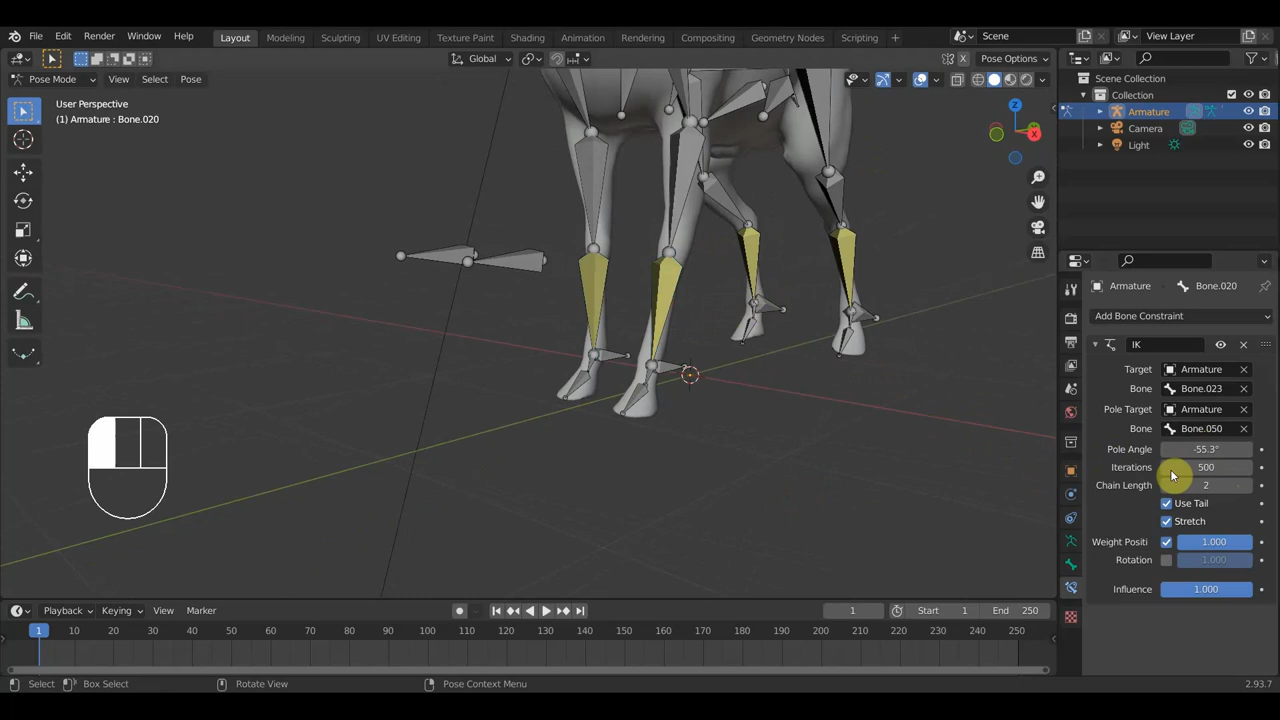 File Edit Render Window Help Layout Modeling Sculpting UV Editing Texture Paint Shading Animation Rendering Compositing Geometry Nodes Scripting + Scene View Layer
Global X Pose Options
Pose Mode View Select Pose
User Perspective
(1) Armature : Bone.020
Z
X
Scene Collection
Collection
Armature
Camera
Light
Armature Bone.020
Add Bone Constraint
IK
Target Armature
Bone Bone.023
Pole Target Armature
Bone Bone.050
Pole Angle -55.3°
Iterations 500
Chain Length 2
Use Tail
Stretch
Weight Positi 1.000
Rotation 1.000
Influence 1.000
Playback Keying View Marker 1 Start 1 End 250
1 10 20 30 40 50 60 70 80 90 100 110 120 130 140 150 160 170 180 190 200 210 220 230 240 250
Select Box Select Rotate View Pose Context Menu 2.93.7